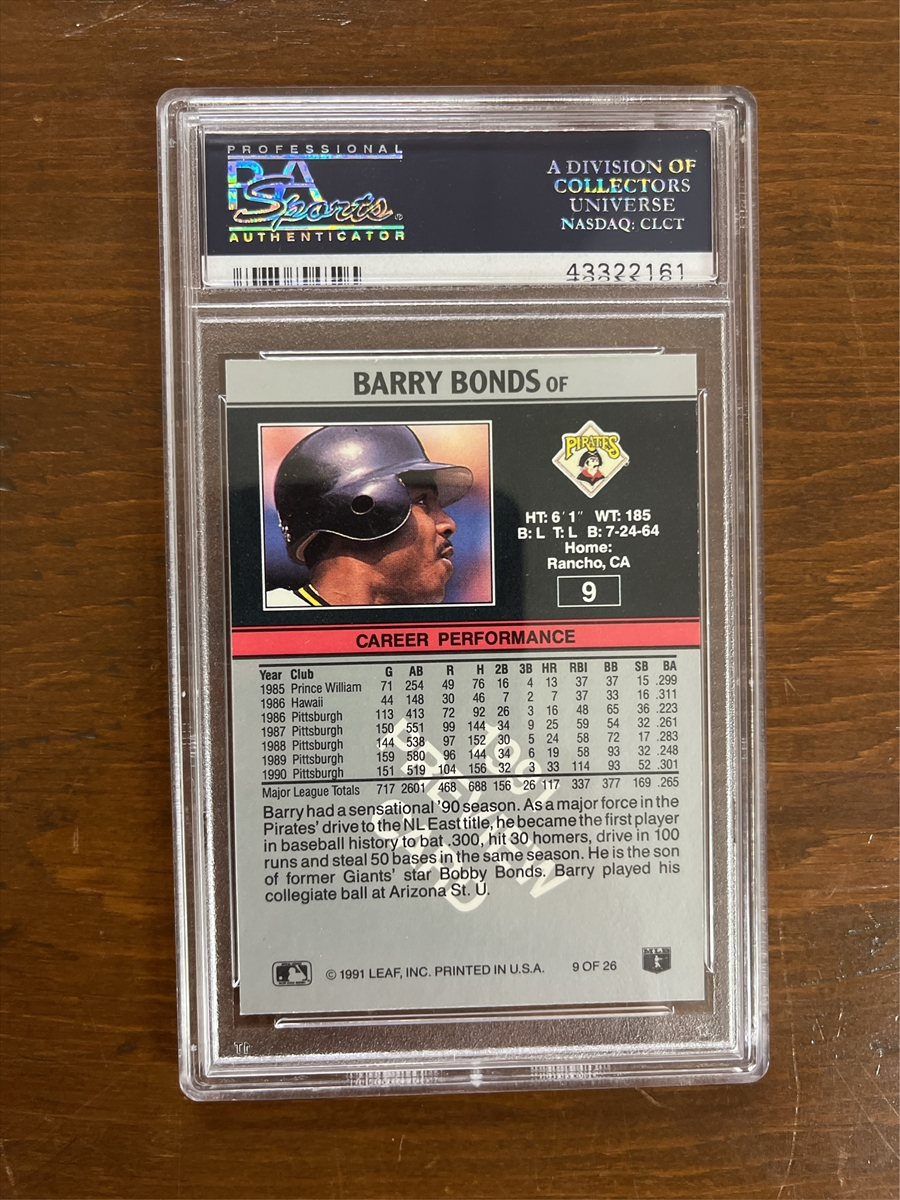 PROFESSIONAL
PSA
Sports®
AUTHENTICATOR
A DIVISION OF
COLLECTORS
UNIVERSE
NASDAQ: CLCT
43322161
BARRY BONDS OF
PIRATES
HT: 6'1" WT: 185
B: L T: L B: 7-24-64
Home:
Rancho, CA
9
CAREER PERFORMANCE
Year Club G AB R H 2B 3B HR RBI BB SB BA
1985 Prince William 71 254 49 76 16 4 13 37 37 15 .299
1986 Hawaii 44 148 30 46 7 2 7 37 33 16 .311
1986 Pittsburgh 113 413 72 92 26 3 16 48 65 36 .223
1987 Pittsburgh 150 551 99 144 34 9 25 59 54 32 .261
1988 Pittsburgh 144 538 97 152 30 5 24 58 72 17 .283
1989 Pittsburgh 159 580 96 144 34 6 19 58 93 32 .248
1990 Pittsburgh 151 519 104 156 32 3 33 114 93 52 .301
Major League Totals 717 2601 468 688 156 26 117 337 377 169 .265
1991
PREVIEW
CARD
Barry had a sensational '90 season. As a major force in the
Pirates' drive to the NL East title, he became the first player
in baseball history to bat .300, hit 30 homers, drive in 100
runs and steal 50 bases in the same season. He is the son
of former Giants' star Bobby Bonds. Barry played his
collegiate ball at Arizona St. U.
© 1991 LEAF, INC. PRINTED IN U.S.A. 9 OF 26
MLB